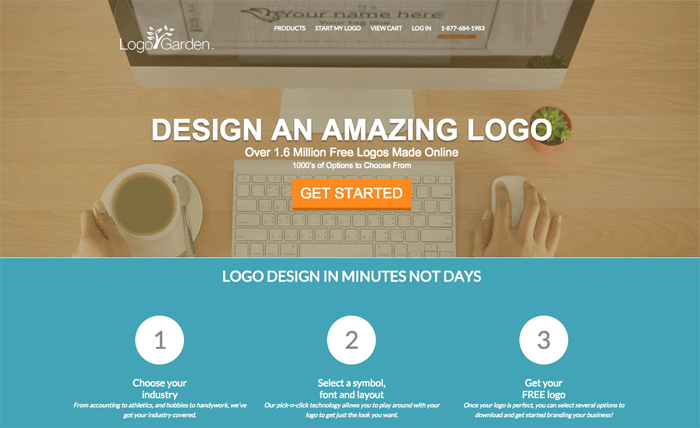 Your name here
Your tag line
Logo Garden.
PRODUCTS START MY LOGO VIEW CART LOG IN 1-877-684-1983
DESIGN AN AMAZING LOGO
Over 1.6 Million Free Logos Made Online
1000's of Options to Choose From
GET STARTED
LOGO DESIGN IN MINUTES NOT DAYS
1
2
3
Choose your
industry
From accounting to athletics, and hobbies to handywork, we've
got your industry covered.
Select a symbol,
font and layout
Our pick-n-click technology allows you to play around with your
logo to get just the look you want.
Get your
FREE logo
Once your logo is perfect, you can select several options to
download and get started branding your business!